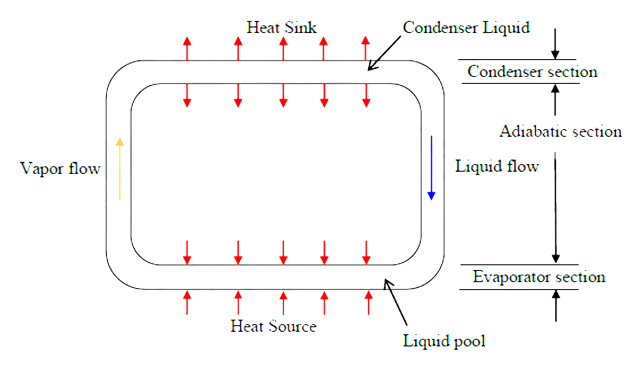 Heat Sink
Condenser Liquid
Condenser section
Adiabatic section
Vapor flow
Liquid flow
Evaporator section
Heat Source
Liquid pool